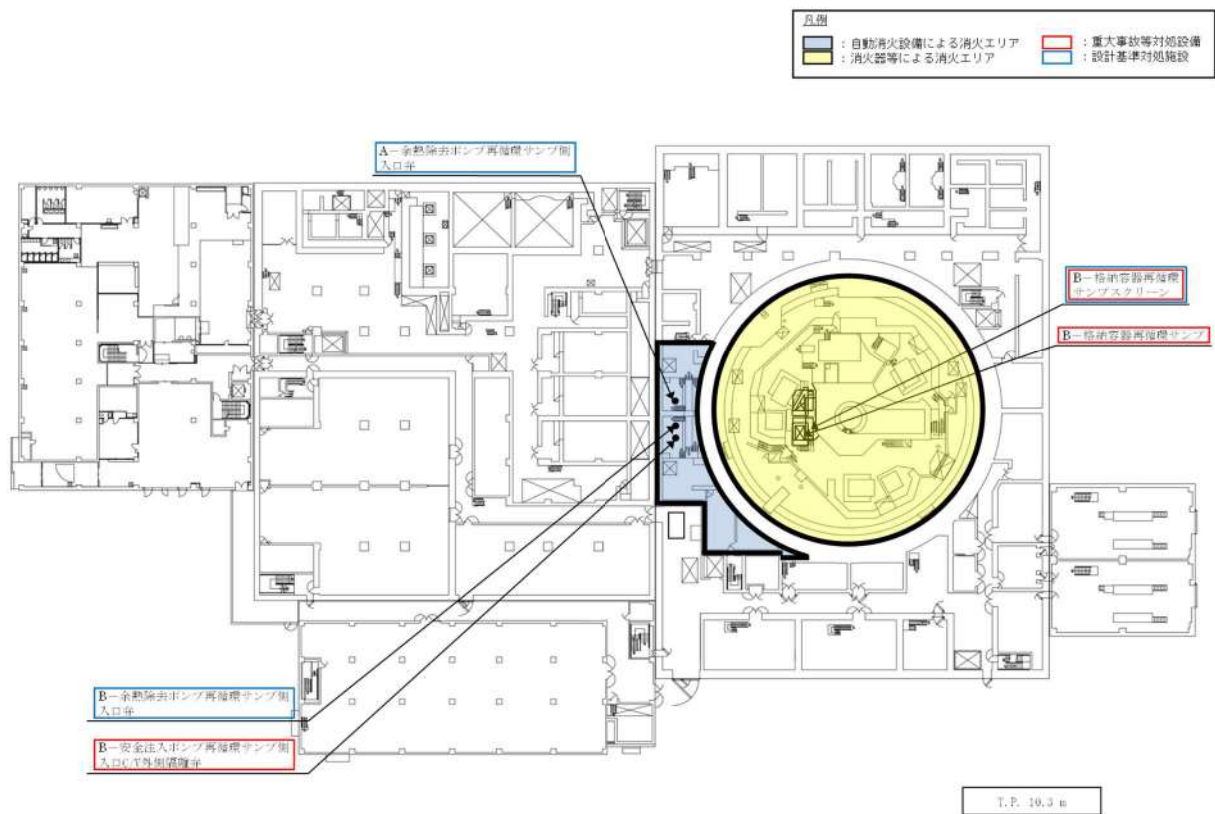 凡例
：自動消火設備による消火エリア
：消火器等による消火エリア
：重大事故等対処設備
：設計基準対処施設
A－余熱除去ポンプ再循環サンプ側
入口弁
B－格納容器再循環
サンプスクリーン
B－格納容器再循環サンプ
B－余熱除去ポンプ再循環サンプ側
入口弁
B－安全注入ポンプ再循環サンプ側
入口C/V外側隔離弁
T.P. 10.3 m